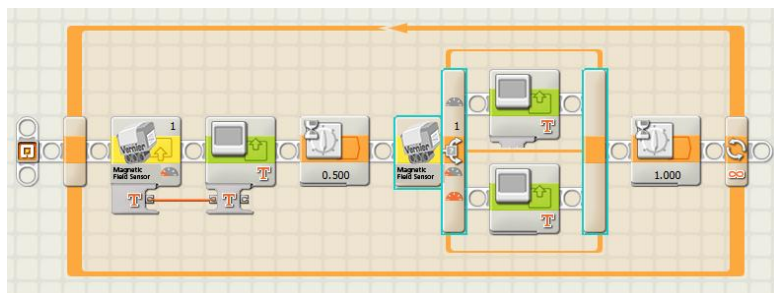 1
Vernier
Magnetic
Field Sensor
T
T
T
0.500
Vernier
Magnetic
Field Sensor
1
T
T
1.000
∞